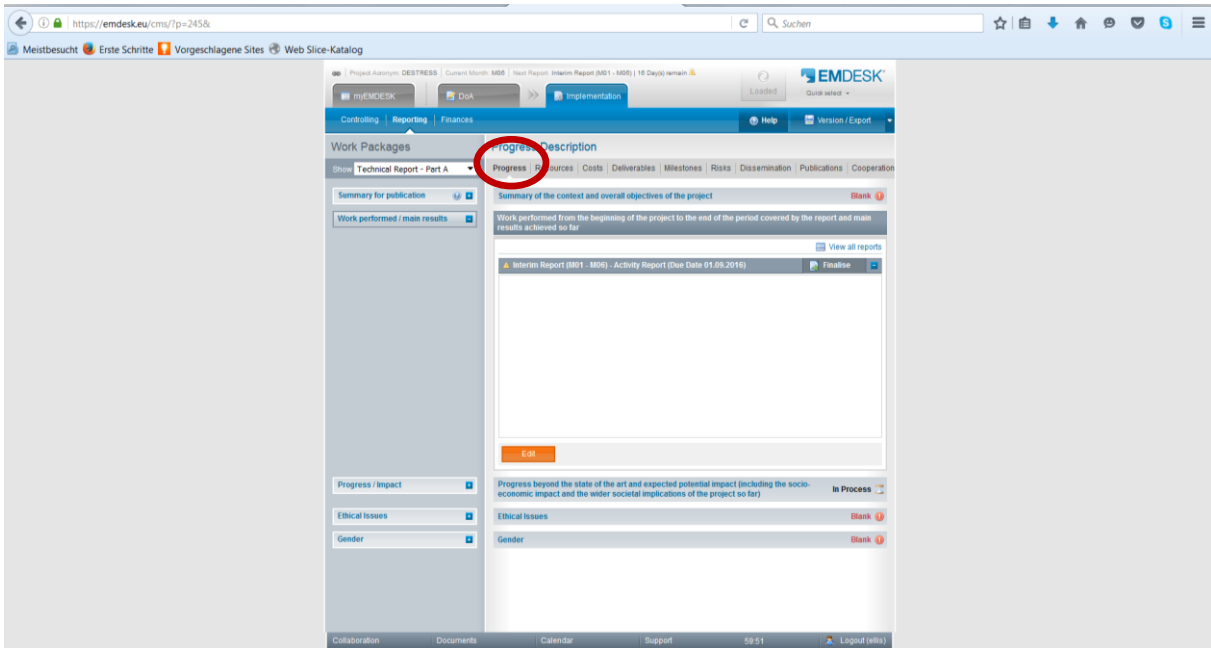 https://emdesk.eu/cms/?p=245&
Suchen
Meistbesucht Erste Schritte Vorgeschlagene Sites Web Slice-Katalog
Project Acronym: DESTRESS | Current Month: M06 | Next Report: Interim Report (M01 - M06) | 16 Day(s) remain
myEMDESK DoA Implementation
Loaded
EMDESK
Quick select
Controlling Reporting Finances
Help Version / Export
Work Packages
Progress Description
Show Technical Report - Part A
Progress Resources Costs Deliverables Milestones Risks Dissemination Publications Cooperation
Summary for publication
Summary of the context and overall objectives of the project Blank
Work performed / main results
Work performed from the beginning of the project to the end of the period covered by the report and main
results achieved so far
View all reports
Interim Report (M01 - M06) - Activity Report (Due Date 01.09.2016) Finalise
Edit
Progress / Impact
Progress beyond the state of the art and expected potential impact (including the socio-
economic impact and the wider societal implications of the project so far) In Process
Ethical Issues
Ethical Issues Blank
Gender
Gender Blank
Collaboration Documents Calendar Support 59:51 Logout (ellis)